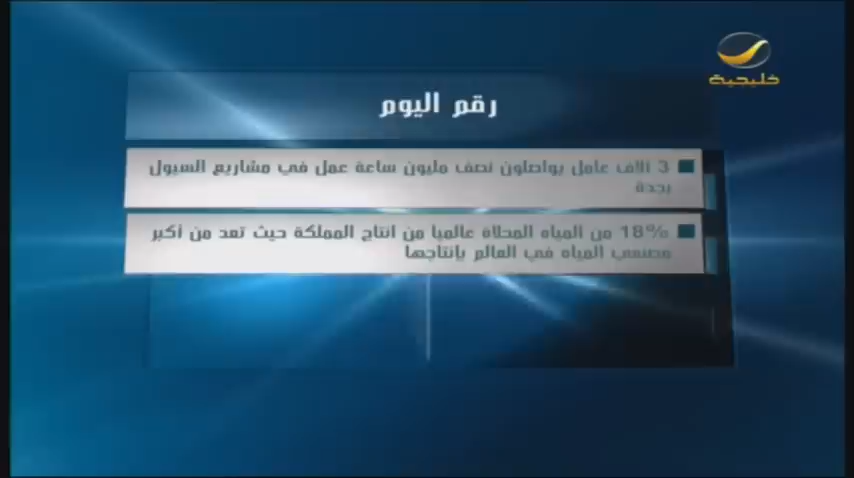 خليجية
رقم اليوم
3 آلاف عامل يواصلون نصف مليون ساعة عمل في مشاريع السيول
بجدة
18% من المياه المحلاة عالميا من انتاج المملكة حيث تعد من أكبر
مصنعي المياه في العالم بإنتاجها